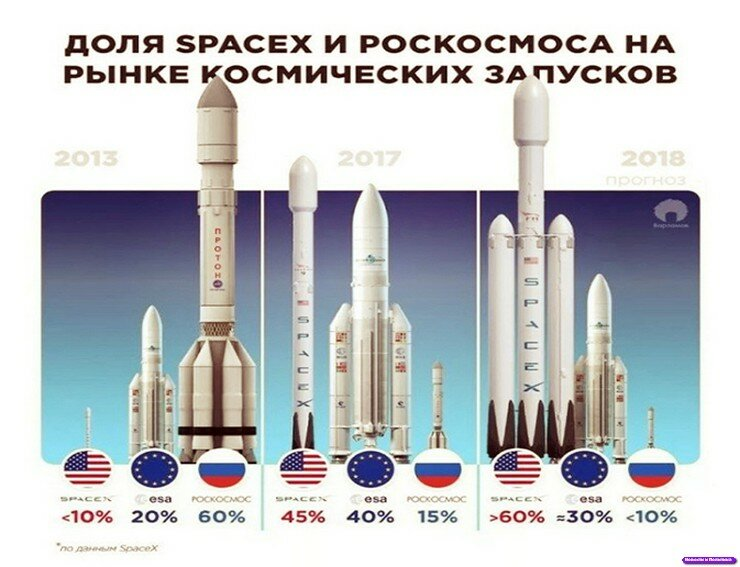 ДОЛЯ SPACEX И РОСКОСМОСА НА
РЫНКЕ КОСМИЧЕСКИХ ЗАПУСКОВ
2013
2017
2018
прогноз
Варламов
ПРОТОН
SPACEX
SPACEX
SPACEX
esa
РОСКОСМОС
SPACEX
esa
РОСКОСМОС
SPACEX
esa
РОСКОСМОС
<10%
20%
60%
45%
40%
15%
>60%
≈30%
<10%
*по данным SpaceX